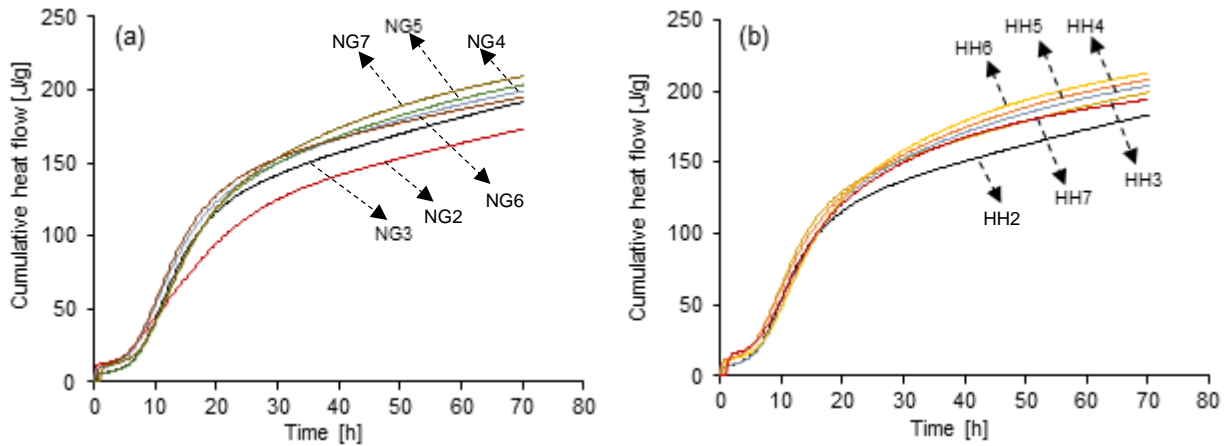 (a)
Cumulative heat flow [J/g]
250
200
150
100
50
0
NG7
NG5
NG4
NG3
NG2
NG6
0 10 20 30 40 50 60 70 80
Time [h]
(b)
Cumulative heat flow [J/g]
250
200
150
100
50
0
HH6
HH5
HH4
HH2
HH7
HH3
0 10 20 30 40 50 60 70 80
Time [h]